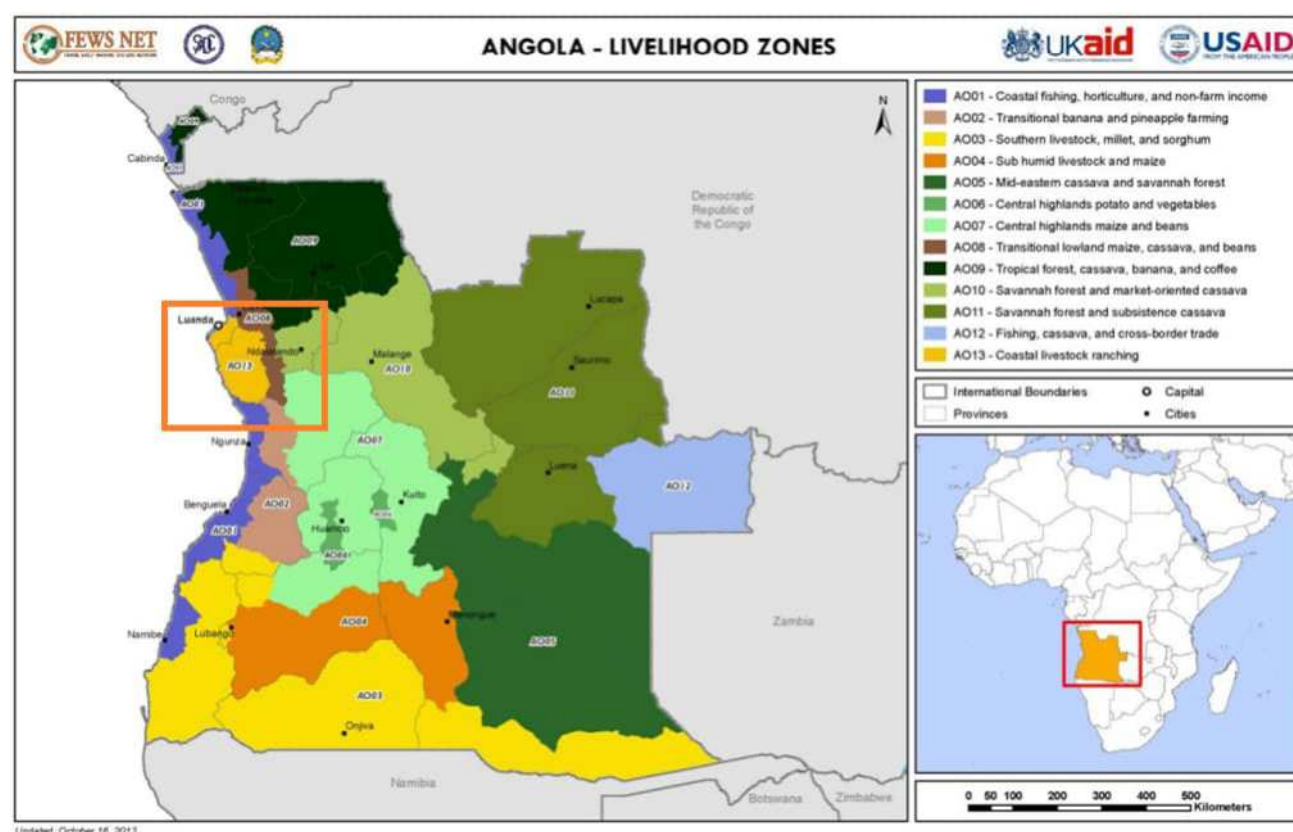 FEWS NET
ANGOLA - LIVELIHOOD ZONES
UKaid
USAID
FROM THE AMERICAN PEOPLE
Congo
N
Cabinda
AO01
AO09
Democratic
Republic of
the Congo
Luanda
AO08
Lucapa
Malange
AO10
Saurimo
AO13
Ngunza
AO07
Luena
AO12
Benguela
AO02
Kuito
Huambo
AO01
Namibe
Lubango
AO04
AO05
Zambia
AO03
Onjiva
Namibia
Botswana
Zimbabwe
AO01 - Coastal fishing, horticulture, and non-farm income
AO02 - Transitional banana and pineapple farming
AO03 - Southern livestock, millet, and sorghum
AO04 - Sub humid livestock and maize
AO05 - Mid-eastern cassava and savannah forest
AO06 - Central highlands potato and vegetables
AO07 - Central highlands maize and beans
AO08 - Transitional lowland maize, cassava, and beans
AO09 - Tropical forest, cassava, banana, and coffee
AO10 - Savannah forest and market-oriented cassava
AO11 - Savannah forest and subsistence cassava
AO12 - Fishing, cassava, and cross-border trade
AO13 - Coastal livestock ranching
International Boundaries
Capital
Provinces
Cities
0 50 100 200 300 400 500
Kilometers